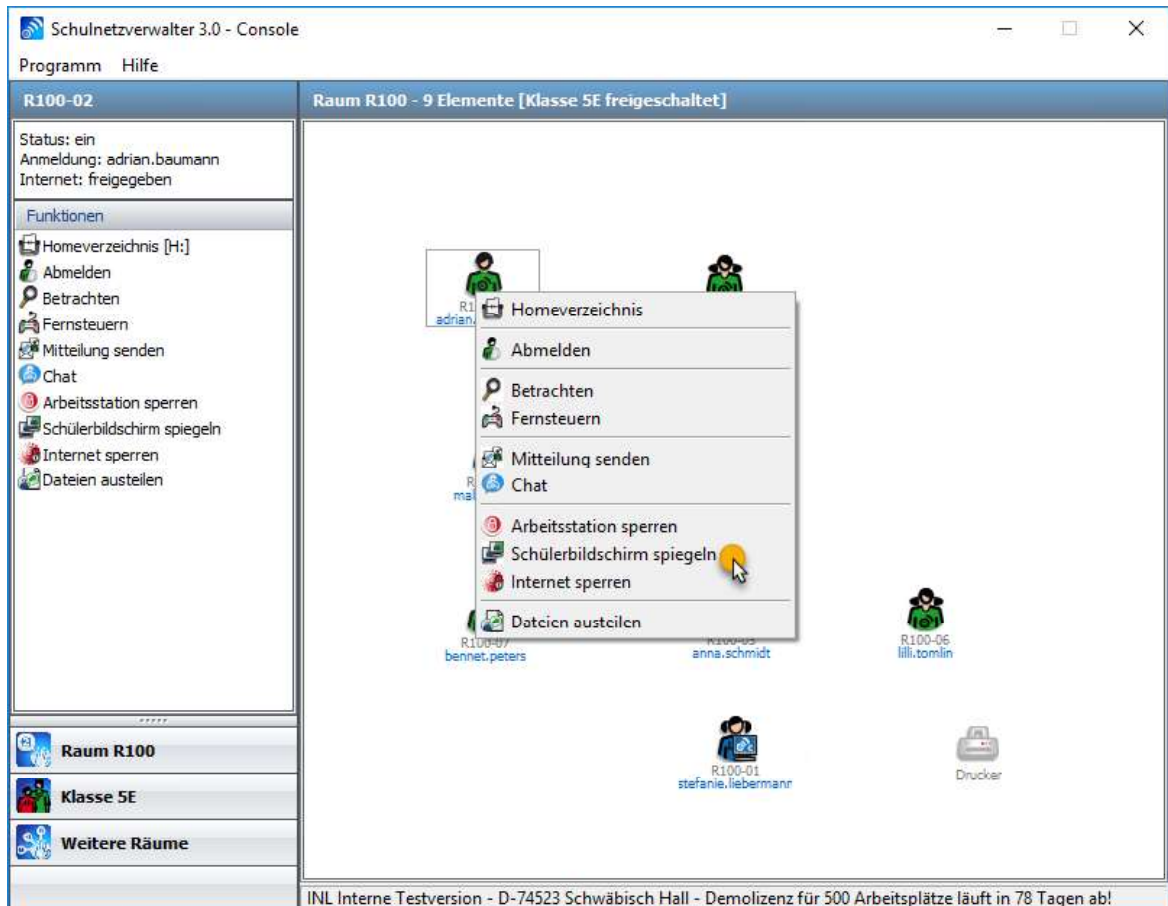 Schulnetzverwalter 3.0 - Console
Programm Hilfe
R100-02
Status: ein
Anmeldung: adrian.baumann
Internet: freigegeben
Funktionen
Homeverzeichnis [H:]
Abmelden
Betrachten
Fernsteuern
Mitteilung senden
Chat
Arbeitsstation sperren
Schülerbildschirm spiegeln
Internet sperren
Dateien austeilen
Raum R100
Klasse 5E
Weitere Räume
Raum R100 - 9 Elemente [Klasse 5E freigeschaltet]
Homeverzeichnis
Abmelden
Betrachten
Fernsteuern
Mitteilung senden
Chat
Arbeitsstation sperren
Schülerbildschirm spiegeln
Internet sperren
Dateien austeilen
R100-07
bennet.peters
anna.schmidt
R100-06
lilli.tomlin
R100-01
stefanie.liebermann
Drucker
INL Interne Testversion - D-74523 Schwäbisch Hall - Demolizenz für 500 Arbeitsplätze läuft in 78 Tagen ab!